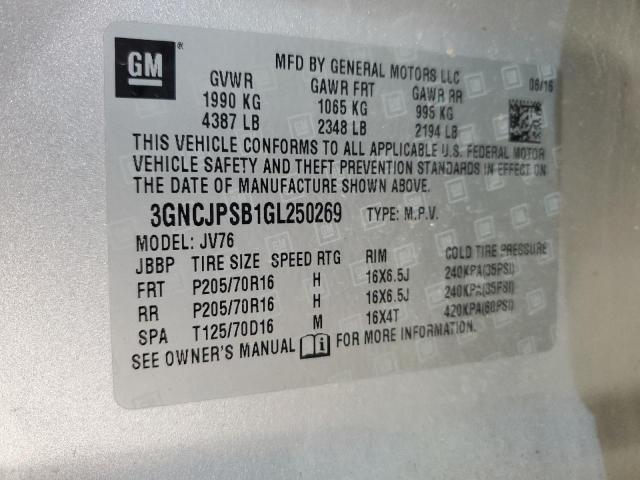 GM ®
MFD BY GENERAL MOTORS LLC
GVWR GAWR FRT GAWR RR 06/16
1990 KG 1065 KG 995 KG
4387 LB 2348 LB 2194 LB
THIS VEHICLE CONFORMS TO ALL APPLICABLE U.S. FEDERAL MOTOR
VEHICLE SAFETY AND THEFT PREVENTION STANDARDS IN EFFECT ON
THE DATE OF MANUFACTURE SHOWN ABOVE.
3GNCJPSB1GL250269 TYPE: M.P.V.
MODEL: JV76
JBBP TIRE SIZE SPEED RTG RIM COLD TIRE PRESSURE
FRT P205/70R16 H 16X6.5J 240KPA(35PSI)
RR P205/70R16 H 16X6.5J 240KPA(35PSI)
SPA T125/70D16 M 16X4T 420KPA(60PSI)
SEE OWNER'S MANUAL i FOR MORE INFORMATION.